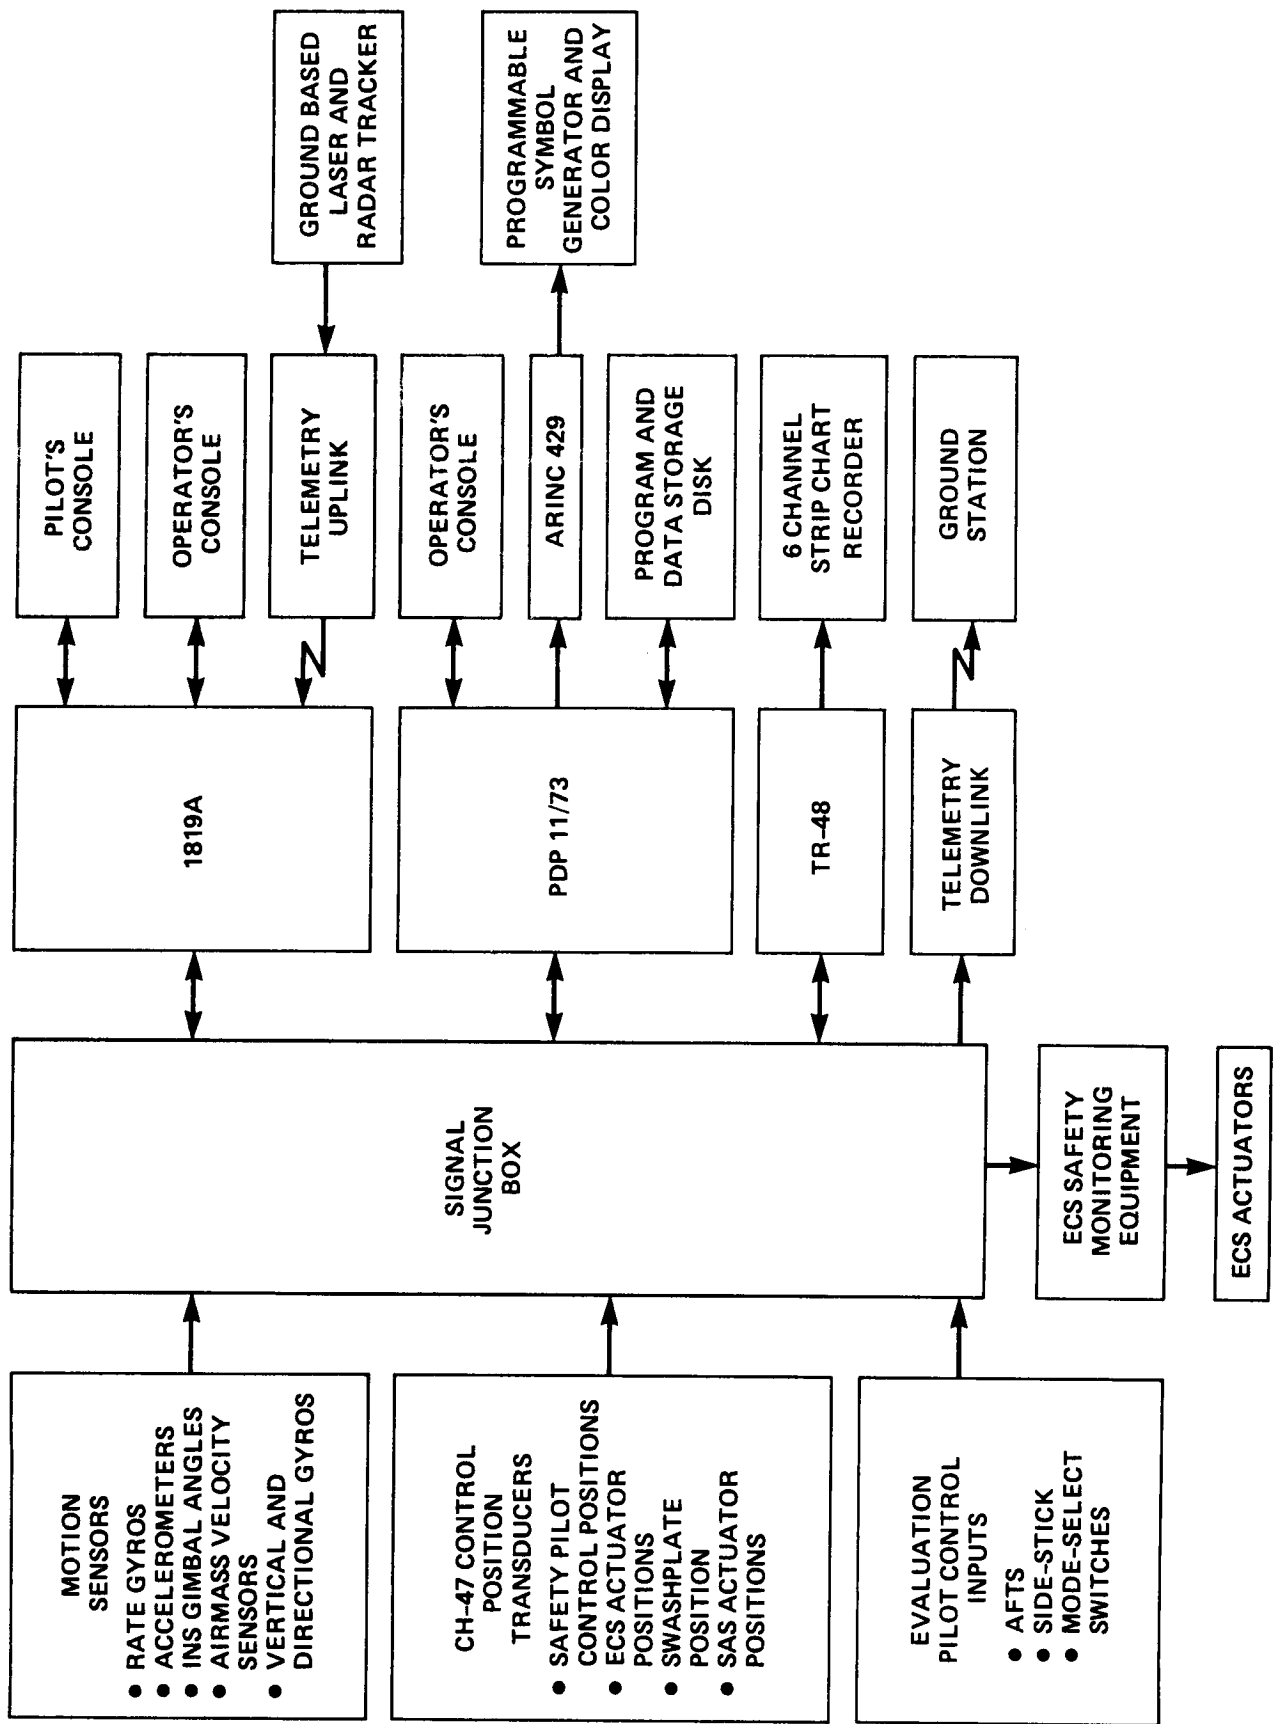 MOTION
SENSORS
● RATE GYROS
● ACCELEROMETERS
● INS GIMBAL ANGLES
● AIRMASS VELOCITY
SENSORS
● VERTICAL AND
DIRECTIONAL GYROS
CH-47 CONTROL
POSITION
TRANSDUCERS
● SAFETY PILOT
CONTROL POSITIONS
● ECS ACTUATOR
POSITIONS
● SWASHPLATE
POSITION
● SAS ACTUATOR
POSITIONS
EVALUATION
PILOT CONTROL
INPUTS
● AFTS
● SIDE-STICK
● MODE-SELECT
SWITCHES
SIGNAL
JUNCTION
BOX
ECS SAFETY
MONITORING
EQUIPMENT
ECS ACTUATORS
1819A
PDP 11/73
TR-48
TELEMETRY
DOWNLINK
PILOT'S
CONSOLE
OPERATOR'S
CONSOLE
TELEMETRY
UPLINK
OPERATOR'S
CONSOLE
ARINC 429
PROGRAM AND
DATA STORAGE
DISK
6 CHANNEL
STRIP CHART
RECORDER
GROUND
STATION
GROUND BASED
LASER AND
RADAR TRACKER
PROGRAMMABLE
SYMBOL
GENERATOR AND
COLOR DISPLAY